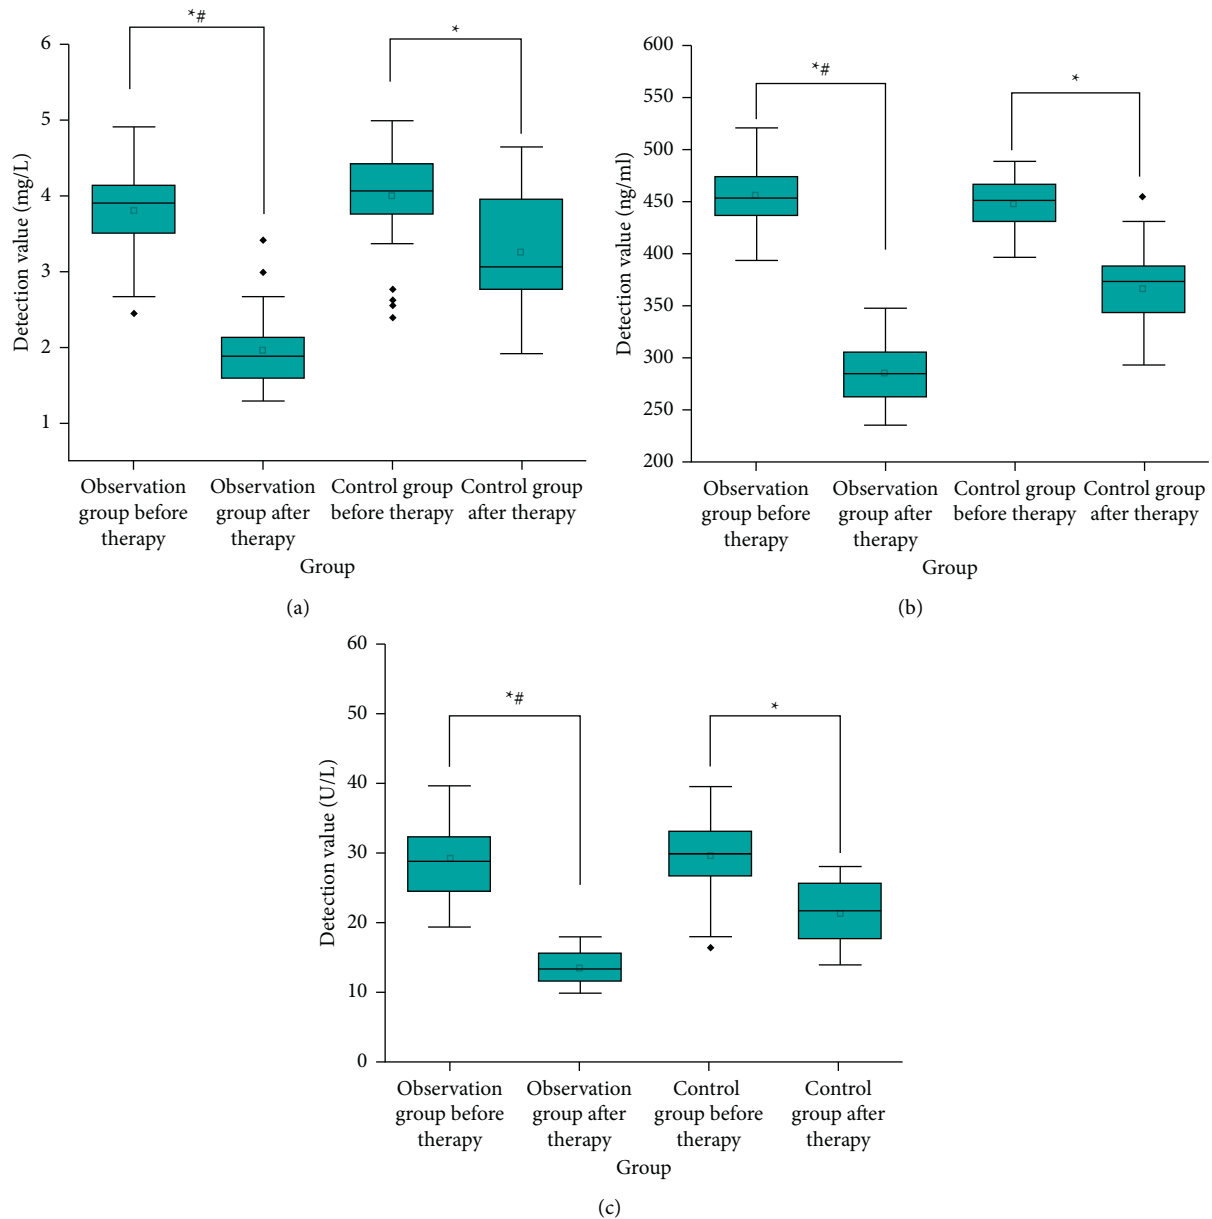 *#
*
6
5
4
3
2
1
Detection value (mg/L)
Observation
group before
therapy
Observation
group after
therapy
Control group
before therapy
Control group
after therapy
Group
(a)
*#
*
600
550
500
450
400
350
300
250
200
Detection value (ng/ml)
Observation
group before
therapy
Observation
group after
therapy
Control group
before therapy
Control group
after therapy
Group
(b)
*#
*
60
50
40
30
20
10
0
Detection value (U/L)
Observation
group before
therapy
Observation
group after
therapy
Control
group before
therapy
Control
group after
therapy
Group
(c)